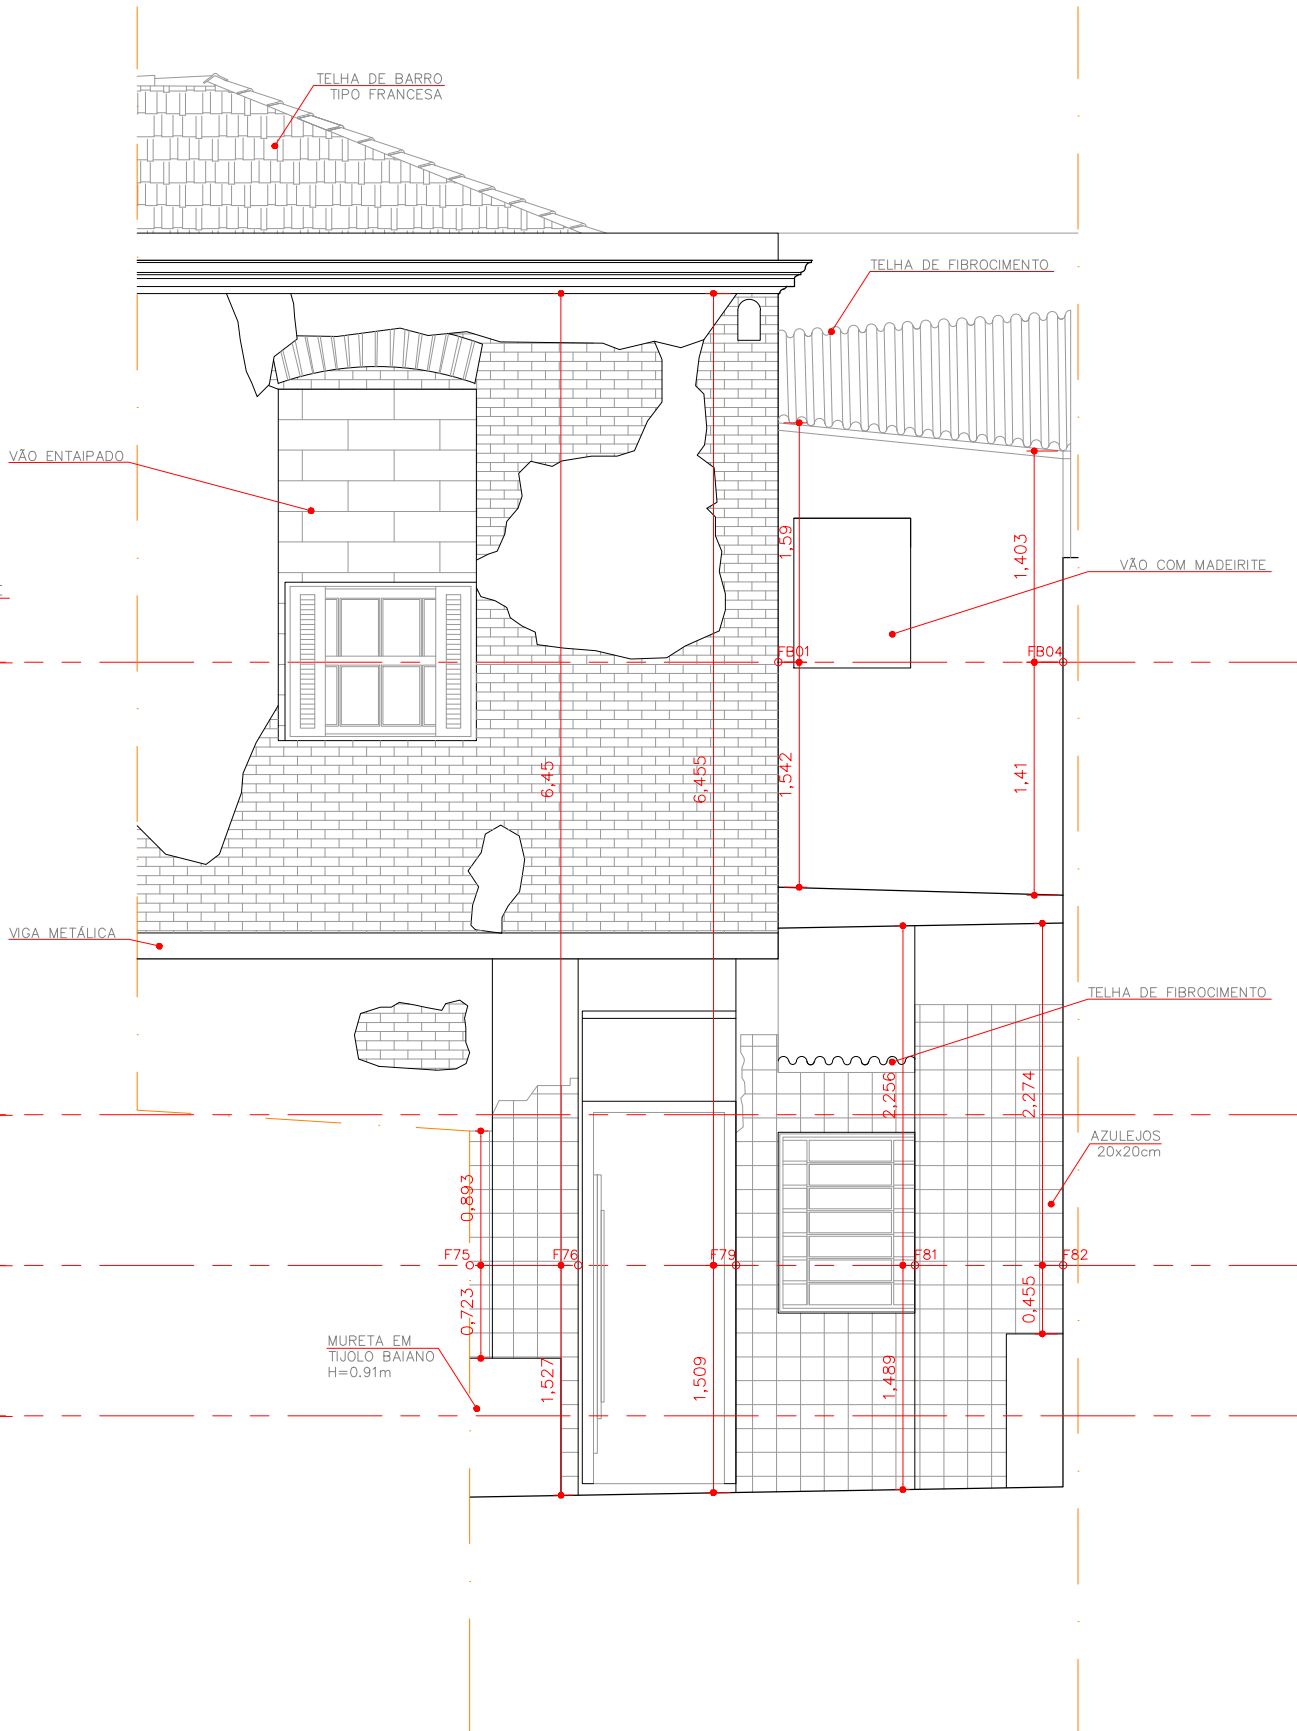 TELHA DE BARRO
TIPO FRANCESA
TELHA DE FIBROCIMENTO
VÃO ENTAIPADO
1,59
1,403
VÃO COM MADEIRITE
FB01
FB04
6,45
6,455
1,542
1,41
VIGA METÁLICA
TELHA DE FIBROCIMENTO
2,256
2,274
AZULEJOS
20x20cm
0,893
F75
F76
F79
F81
F82
0,723
0,455
MURETA EM
TIJOLO BAIANO
H=0.91m
1,527
1,509
1,489